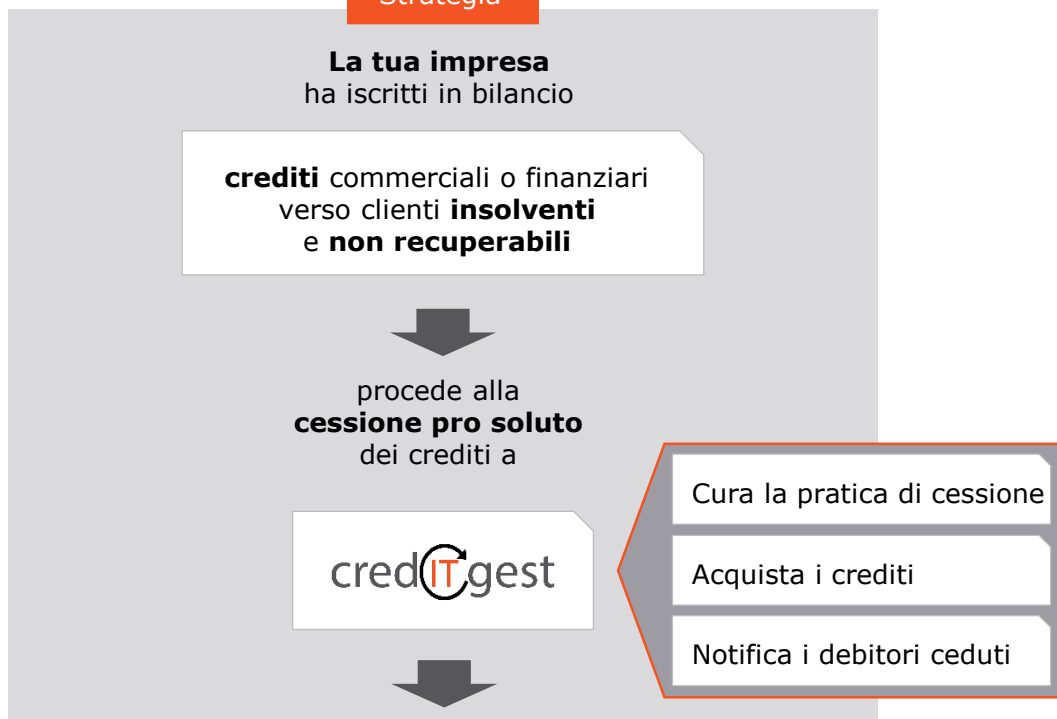 Strategia
La tua impresa
ha iscritti in bilancio
crediti commerciali o finanziari
verso clienti insolventi
e non recuperabili
procede alla
cessione pro soluto
dei crediti a
credITgest
Cura la pratica di cessione
Acquista i crediti
Notifica i debitori ceduti